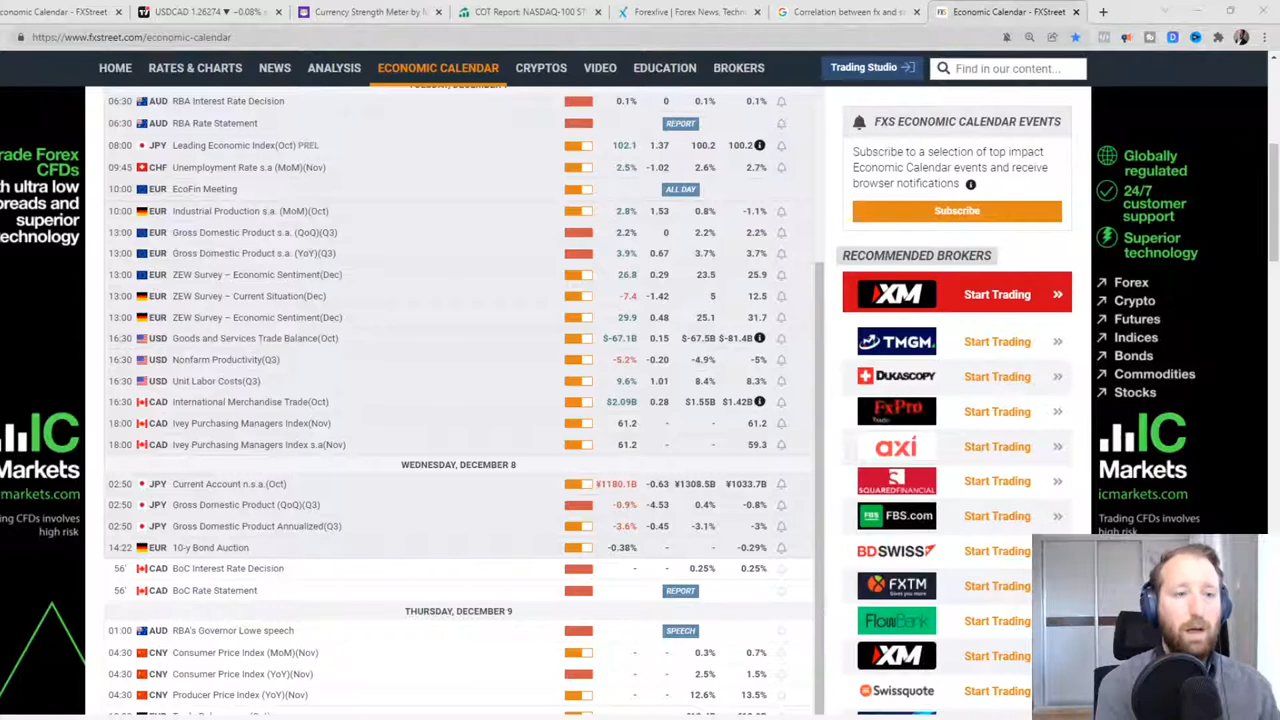 conomic Calendar - FXStreet
USDCAD 1.26274 ▼ −0.08%
Currency Strength Meter by M
COT Report: NASDAQ-100 ST
Forexlive | Forex News, Techn
Correlation between fx and st
Economic Calendar - FXStreet
https://www.fxstreet.com/economic-calendar
HOME RATES & CHARTS NEWS ANALYSIS ECONOMIC CALENDAR CRYPTOS VIDEO EDUCATION BROKERS
Trading Studio
Find in our content...
06:30 AUD RBA Interest Rate Decision 0.1% 0 0.1% 0.1%
06:30 AUD RBA Rate Statement REPORT
08:00 JPY Leading Economic Index(Oct) PREL 102.1 1.37 100.2 100.2
09:45 CHF Unemployment Rate s.a (MoM)(Nov) 2.5% -1.02 2.6% 2.7%
10:00 EUR EcoFin Meeting ALL DAY
10:00 EUR Industrial Production s.a. (MoM)(Oct) 2.8% 1.53 0.8% -1.1%
13:00 EUR Gross Domestic Product s.a. (QoQ)(Q3) 2.2% 0 2.2% 2.2%
13:00 EUR Gross Domestic Product s.a. (YoY)(Q3) 3.9% 0.67 3.7% 3.7%
13:00 EUR ZEW Survey – Economic Sentiment(Dec) 26.8 0.29 23.5 25.9
13:00 EUR ZEW Survey – Current Situation(Dec) -7.4 -1.42 5 12.5
13:00 EUR ZEW Survey – Economic Sentiment(Dec) 29.9 0.48 25.1 31.7
16:30 USD Goods and Services Trade Balance(Oct) $-67.1B 0.15 $-67.5B $-81.4B
16:30 USD Nonfarm Productivity(Q3) -5.2% -0.20 -4.9% -5%
16:30 USD Unit Labor Costs(Q3) 9.6% 1.01 8.4% 8.3%
16:30 CAD International Merchandise Trade(Oct) $2.09B 0.28 $1.55B $1.42B
18:00 CAD Ivey Purchasing Managers Index(Nov) 61.2 - - 61.2
18:00 CAD Ivey Purchasing Managers Index s.a(Nov) 61.2 - - 59.3
WEDNESDAY, DECEMBER 8
02:50 JPY Current Account n.s.a.(Oct) ¥1180.1B -0.63 ¥1308.5B ¥1033.7B
02:50 JPY Gross Domestic Product (QoQ)(Q3) -0.9% -4.53 0.4% -0.8%
02:50 JPY Gross Domestic Product Annualized(Q3) -3.6% -0.45 -3.1% -3%
14:22 EUR 10-y Bond Auction -0.38% - - -0.29%
56' CAD BoC Interest Rate Decision - - 0.25% 0.25%
56' CAD BOC Rate Statement REPORT
THURSDAY, DECEMBER 9
01:00 AUD RBA's Governor Lowe speech SPEECH
04:30 CNY Consumer Price Index (MoM)(Nov) - - 0.3% 0.7%
04:30 CNY Consumer Price Index (YoY)(Nov) - - 2.5% 1.5%
04:30 CNY Producer Price Index (YoY)(Nov) - - 12.6% 13.5%
FXS ECONOMIC CALENDAR EVENTS
Subscribe to a selection of top impact
Economic Calendar events and receive
browser notifications
Subscribe
RECOMMENDED BROKERS
XM Start Trading »
TMGM Start Trading »
DUKASCOPY Start Trading »
FxPro Start Trading »
axi Start Trading »
SQUAREDFINANCIAL Start Trading »
FBS FBS.com Start Trading »
BDSWISS Start Trading
FXTM Start Trading
FlowBank Start Trading
XM Start Trading
Swissquote Start Trading
rade Forex
CFDs
ith ultra low
preads and
superior
echnology
IC
Markets
icmarkets.com
ading CFDs involves
high risk
Globally
regulated
24/7
customer
support
Superior
technology
Forex
Crypto
Futures
Indices
Bonds
Commodities
Stocks
IC
Markets
icmarkets.com
Trading CFDs involves
high risk